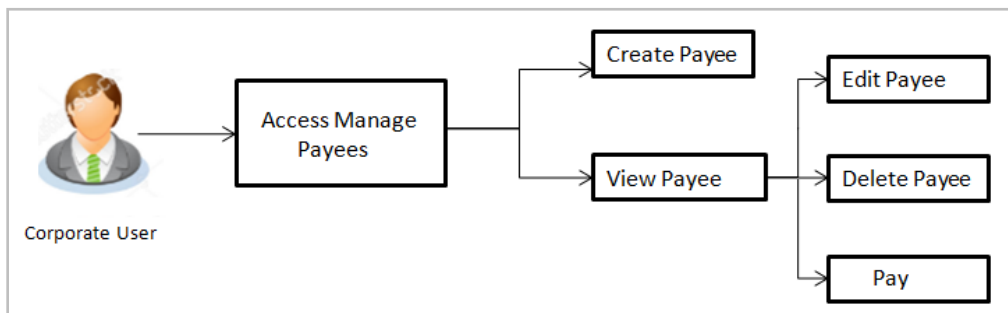 Corporate User
Access Manage
Payees
Create Payee
View Payee
Edit Payee
Delete Payee
Pay